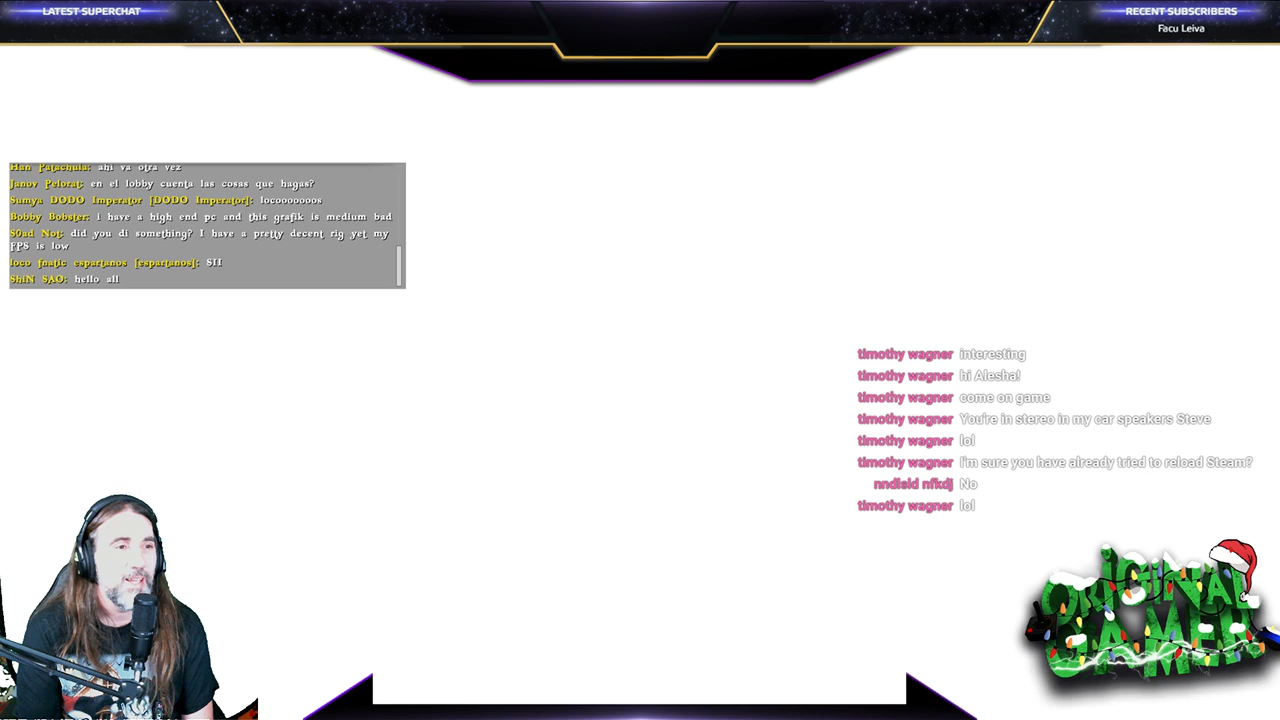 LATEST SUPERCHAT
RECENT SUBSCRIBERS
Facu Leiva
Han Patachula: ahi va otra vez
Janov Pelorat: en el lobby cuenta las cosas que hagas?
Sumya DODO Imperator [DODO Imperator]: locooooooos
Bobby Bobster: I have a high end pc and this grafik is medium bad
S0ad Not: did you di something? I have a pretty decent rig yet my
FPS is low
loco fnatic espartanos [espartanos]: SII
ShiN SAO: hello all
timothy wagner interesting
timothy wagner hi Alesha!
timothy wagner come on game
timothy wagner You're in stereo in my car speakers Steve
timothy wagner lol
timothy wagner I'm sure you have already tried to reload Steam?
nndlsld nfkdj No
timothy wagner lol
ORIGINAL
GAMER